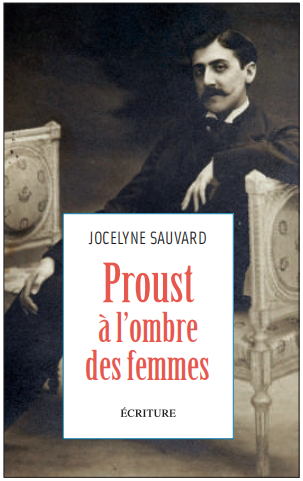 JOCELYNE SAUVARD
Proust
à l'ombre
des femmes
ÉCRITURE